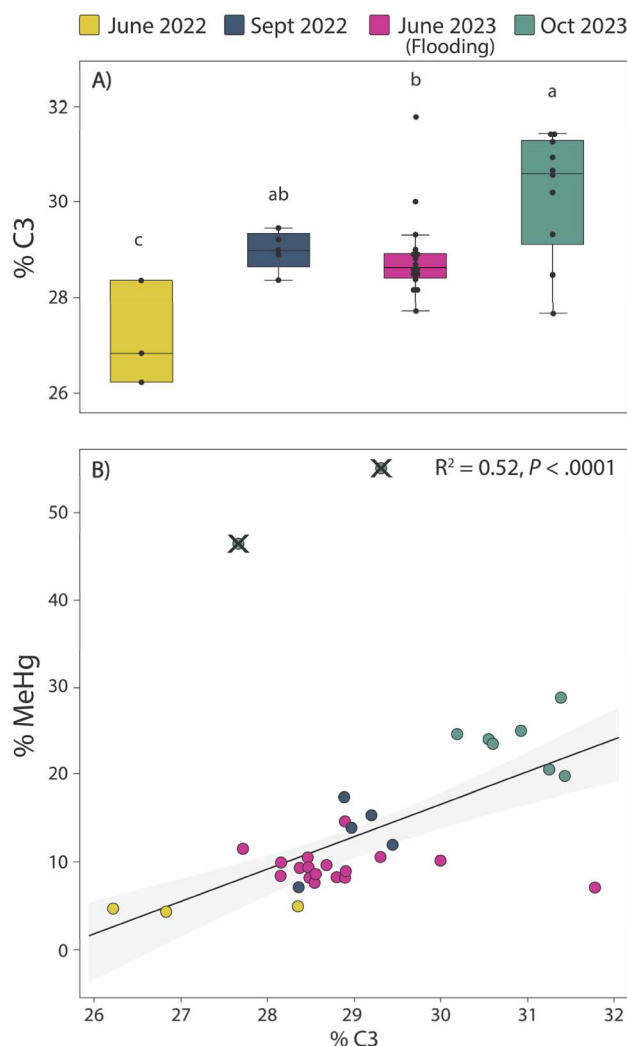 June 2022 Sept 2022 June 2023 Oct 2023
(Flooding)
A)
b
a
ab
c
32
30
28
26
% C3
B)
R² = 0.52, P < .0001
50
40
30
20
10
0
% MeHg
26 27 28 29 30 31 32
% C3